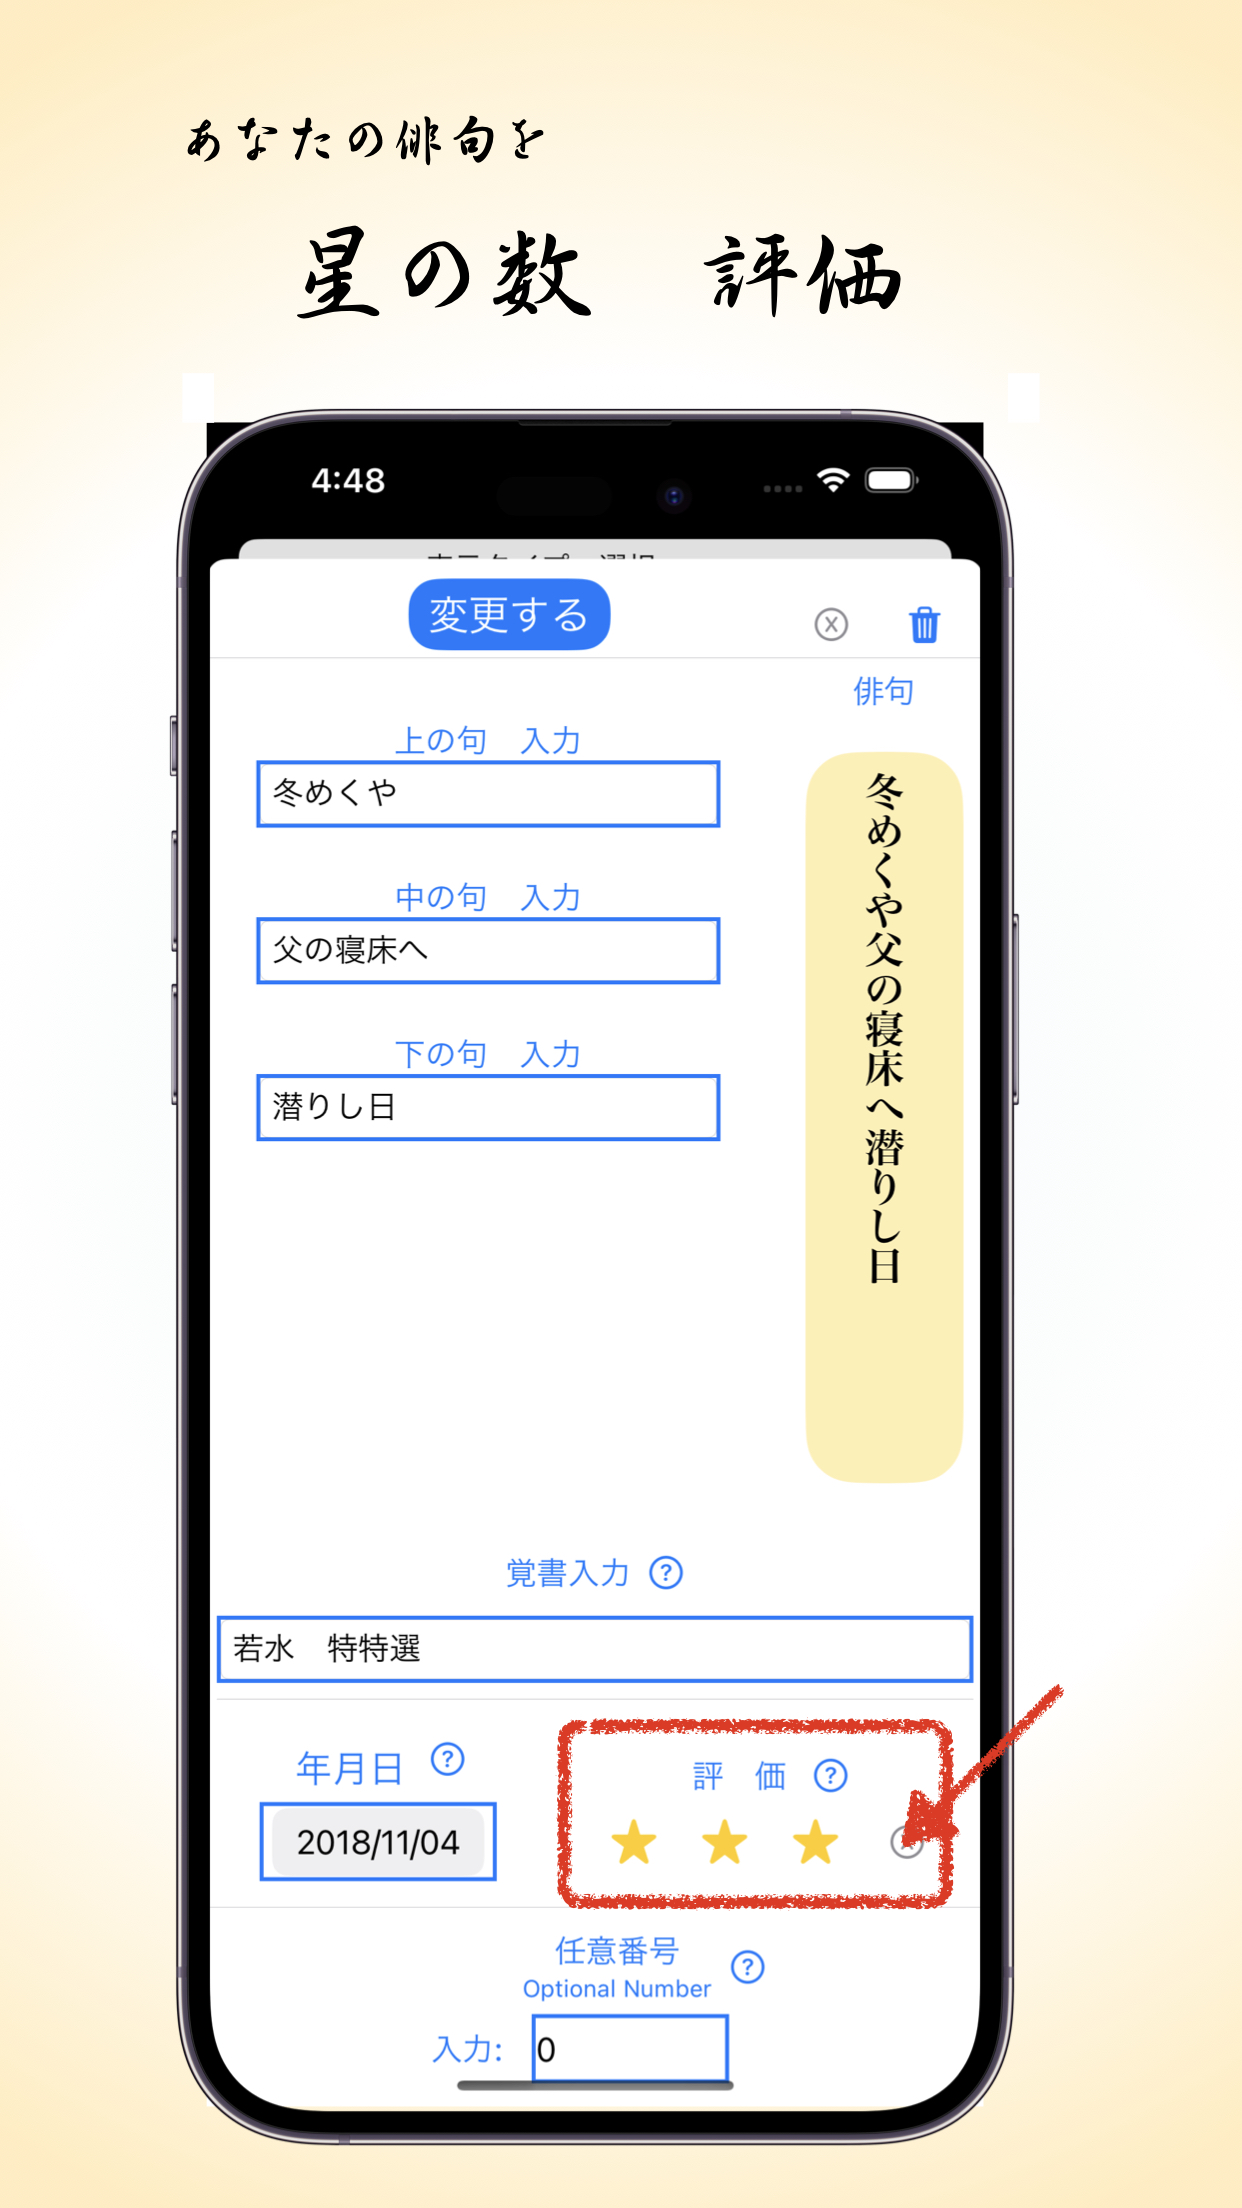 あなたの俳句を
星の数　評価
4:48
変更する
俳句
上の句　入力
冬めくや
中の句　入力
父の寝床へ
下の句　入力
潜りし日
冬めくや父の寝床へ潜りし日
覚書入力 ?
若水　特特選
年月日 ?
評　価 ?
2018/11/04
任意番号 ?
Optional Number
入力: 0